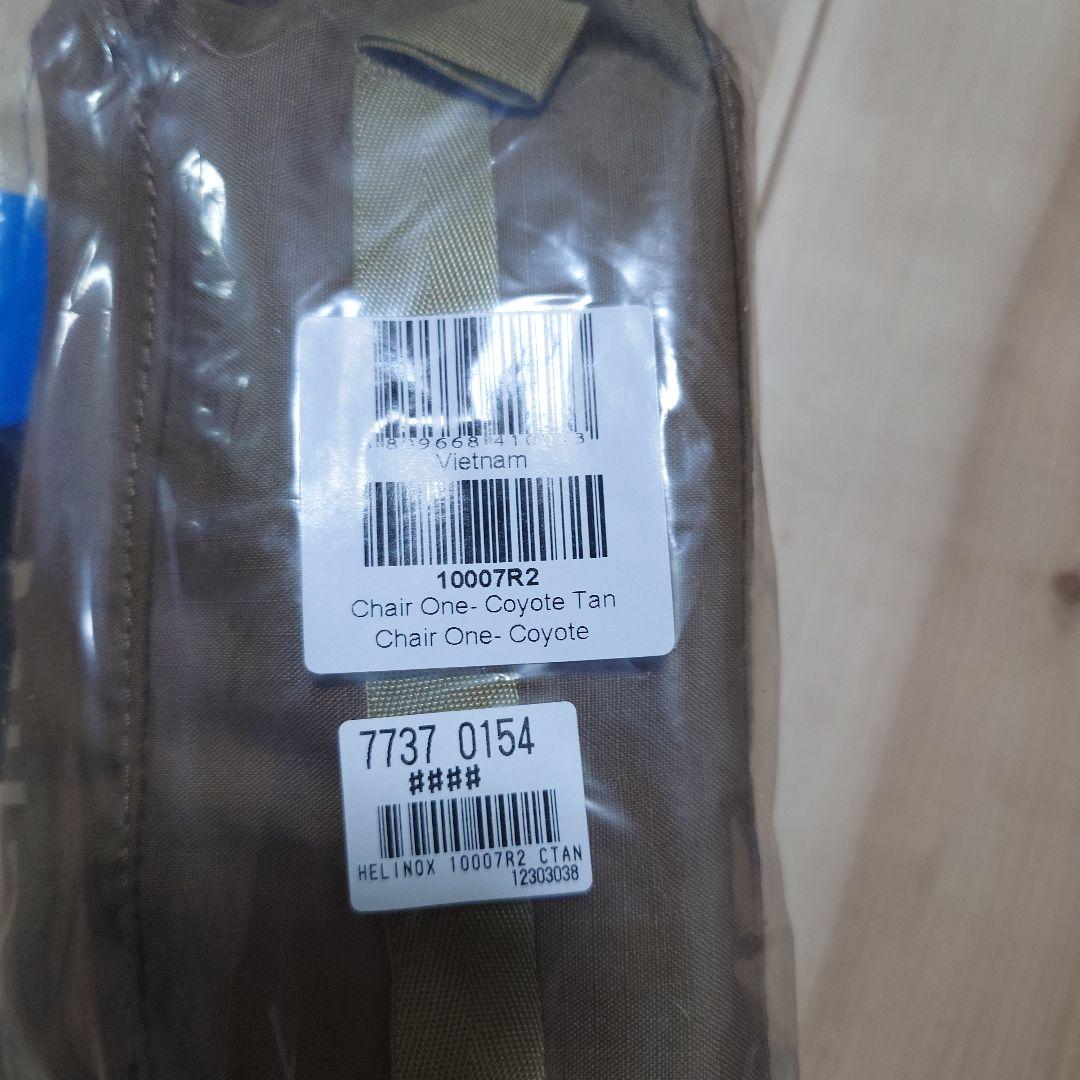 Vietnam
10007R2
Chair One- Coyote Tan
Chair One- Coyote
7737 0154
####
HELINOX 10007R2 CTAN
12303038